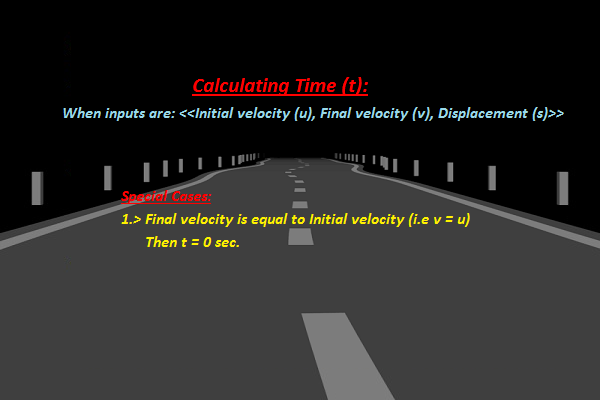 Calculating Time (t):
When inputs are: <<Initial velocity (u), Final velocity (v), Displacement (s)>>
Special Cases:
1.> Final velocity is equal to Initial velocity (i.e v = u)
Then t = 0 sec.